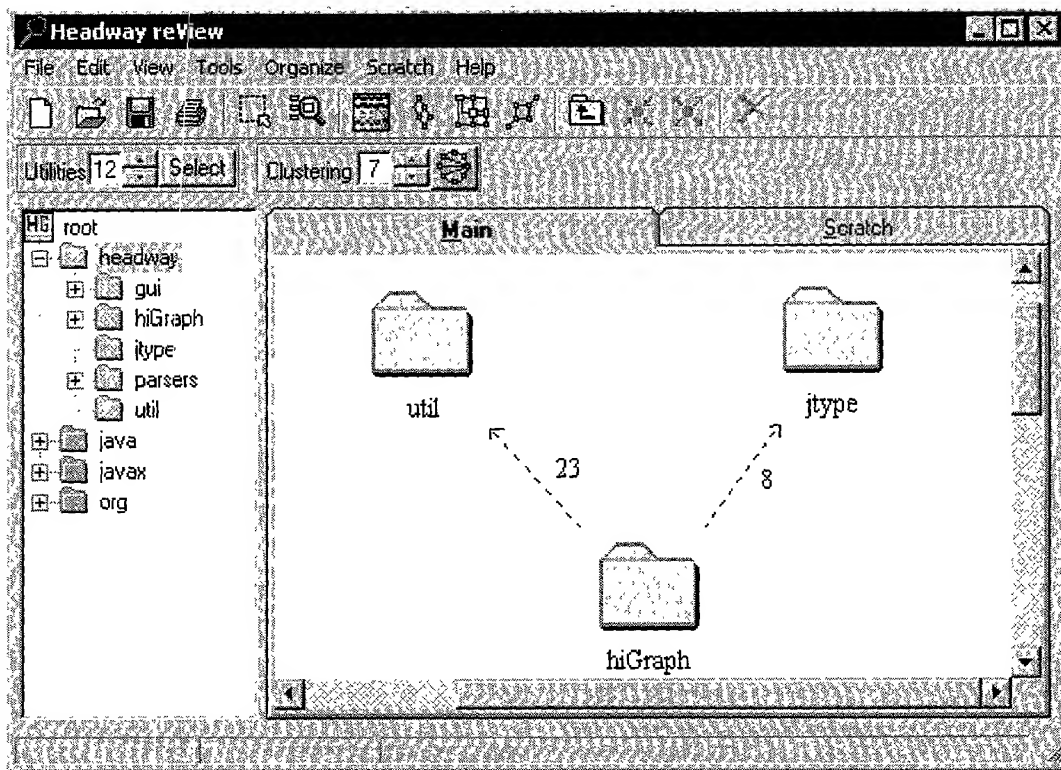 Headway reView
File Edit View Tools Organize Scratch Help
Utilities 12 Select Clustering 7
HG root
headway
gui
hiGraph
jtype
parsers
util
java
javax
org
Main Scratch
util jtype
23 8
hiGraph